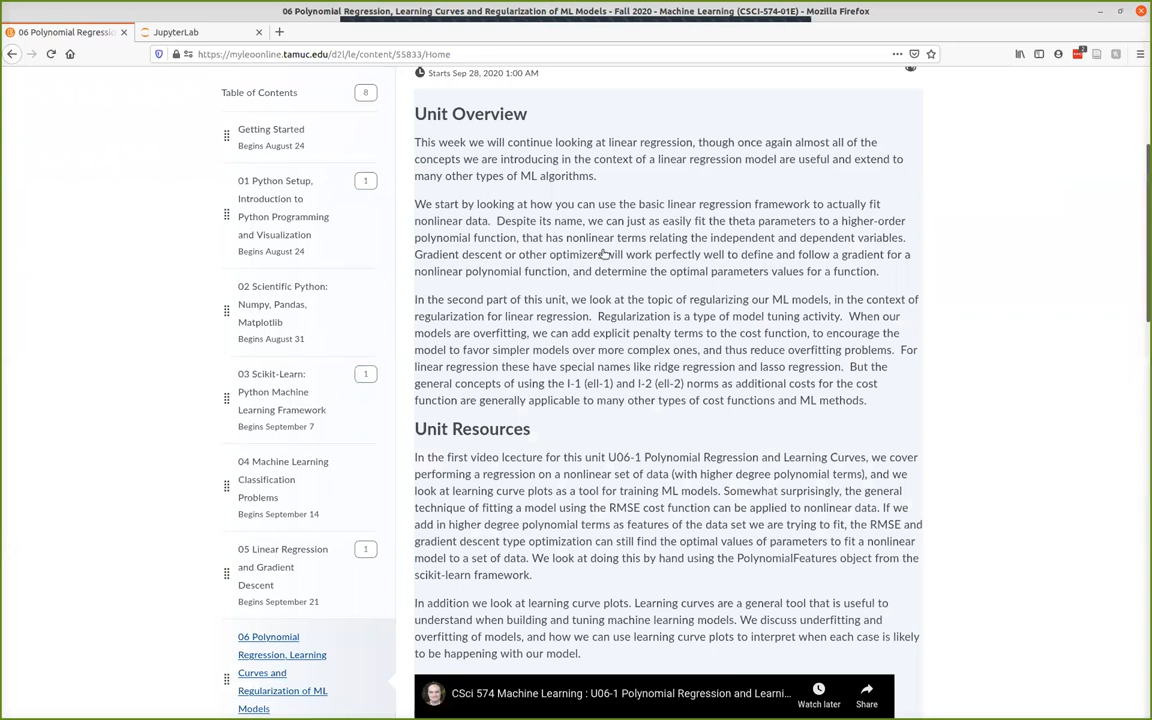 06 Polynomial Regression, Learning Curves and Regularization of ML Models - Fall 2020 - Machine Learning (CSCI-574-01E) - Mozilla Firefox
06 Polynomial Regressio
JupyterLab
https://myleoonline.tamuc.edu/d2l/le/content/55833/Home
2
Table of Contents
8
Getting Started
Begins August 24
01 Python Setup,
Introduction to
Python Programming
and Visualization
Begins August 24
1
02 Scientific Python:
Numpy, Pandas,
Matplotlib
Begins August 31
03 Scikit-Learn:
Python Machine
Learning Framework
Begins September 7
1
04 Machine Learning
Classification
Problems
Begins September 14
05 Linear Regression
and Gradient
Descent
Begins September 21
1
06 Polynomial
Regression, Learning
Curves and
Regularization of ML
Models
Starts Sep 28, 2020 1:00 AM
Unit Overview
This week we will continue looking at linear regression, though once again almost all of the
concepts we are introducing in the context of a linear regression model are useful and extend to
many other types of ML algorithms.
We start by looking at how you can use the basic linear regression framework to actually fit
nonlinear data.  Despite its name, we can just as easily fit the theta parameters to a higher-order
polynomial function, that has nonlinear terms relating the independent and dependent variables.
Gradient descent or other optimizers will work perfectly well to define and follow a gradient for a
nonlinear polynomial function, and determine the optimal parameters values for a function.
In the second part of this unit, we look at the topic of regularizing our ML models, in the context of
regularization for linear regression.  Regularization is a type of model tuning activity.  When our
models are overfitting, we can add explicit penalty terms to the cost function, to encourage the
model to favor simpler models over more complex ones, and thus reduce overfitting problems.  For
linear regression these have special names like ridge regression and lasso regression.  But the
general concepts of using the l-1 (ell-1) and l-2 (ell-2) norms as additional costs for the cost
function are generally applicable to many other types of cost functions and ML methods.
Unit Resources
In the first video lcecture for this unit U06-1 Polynomial Regression and Learning Curves, we cover
performing a regression on a nonlinear set of data (with higher degree polynomial terms), and we
look at learning curve plots as a tool for training ML models. Somewhat surprisingly, the general
technique of fitting a model using the RMSE cost function can be applied to nonlinear data. If we
add in higher degree polynomial terms as features of the data set we are trying to fit, the RMSE and
gradient descent type optimization can still find the optimal values of parameters to fit a nonlinear
model to a set of data. We look at doing this by hand using the PolynomialFeatures object from the
scikit-learn framework.
In addition we look at learning curve plots. Learning curves are a general tool that is useful to
understand when building and tuning machine learning models. We discuss underfitting and
overfitting of models, and how we can use learning curve plots to interpret when each case is likely
to be happening with our model.
CSci 574 Machine Learning : U06-1 Polynomial Regression and Learni...
Watch later
Share